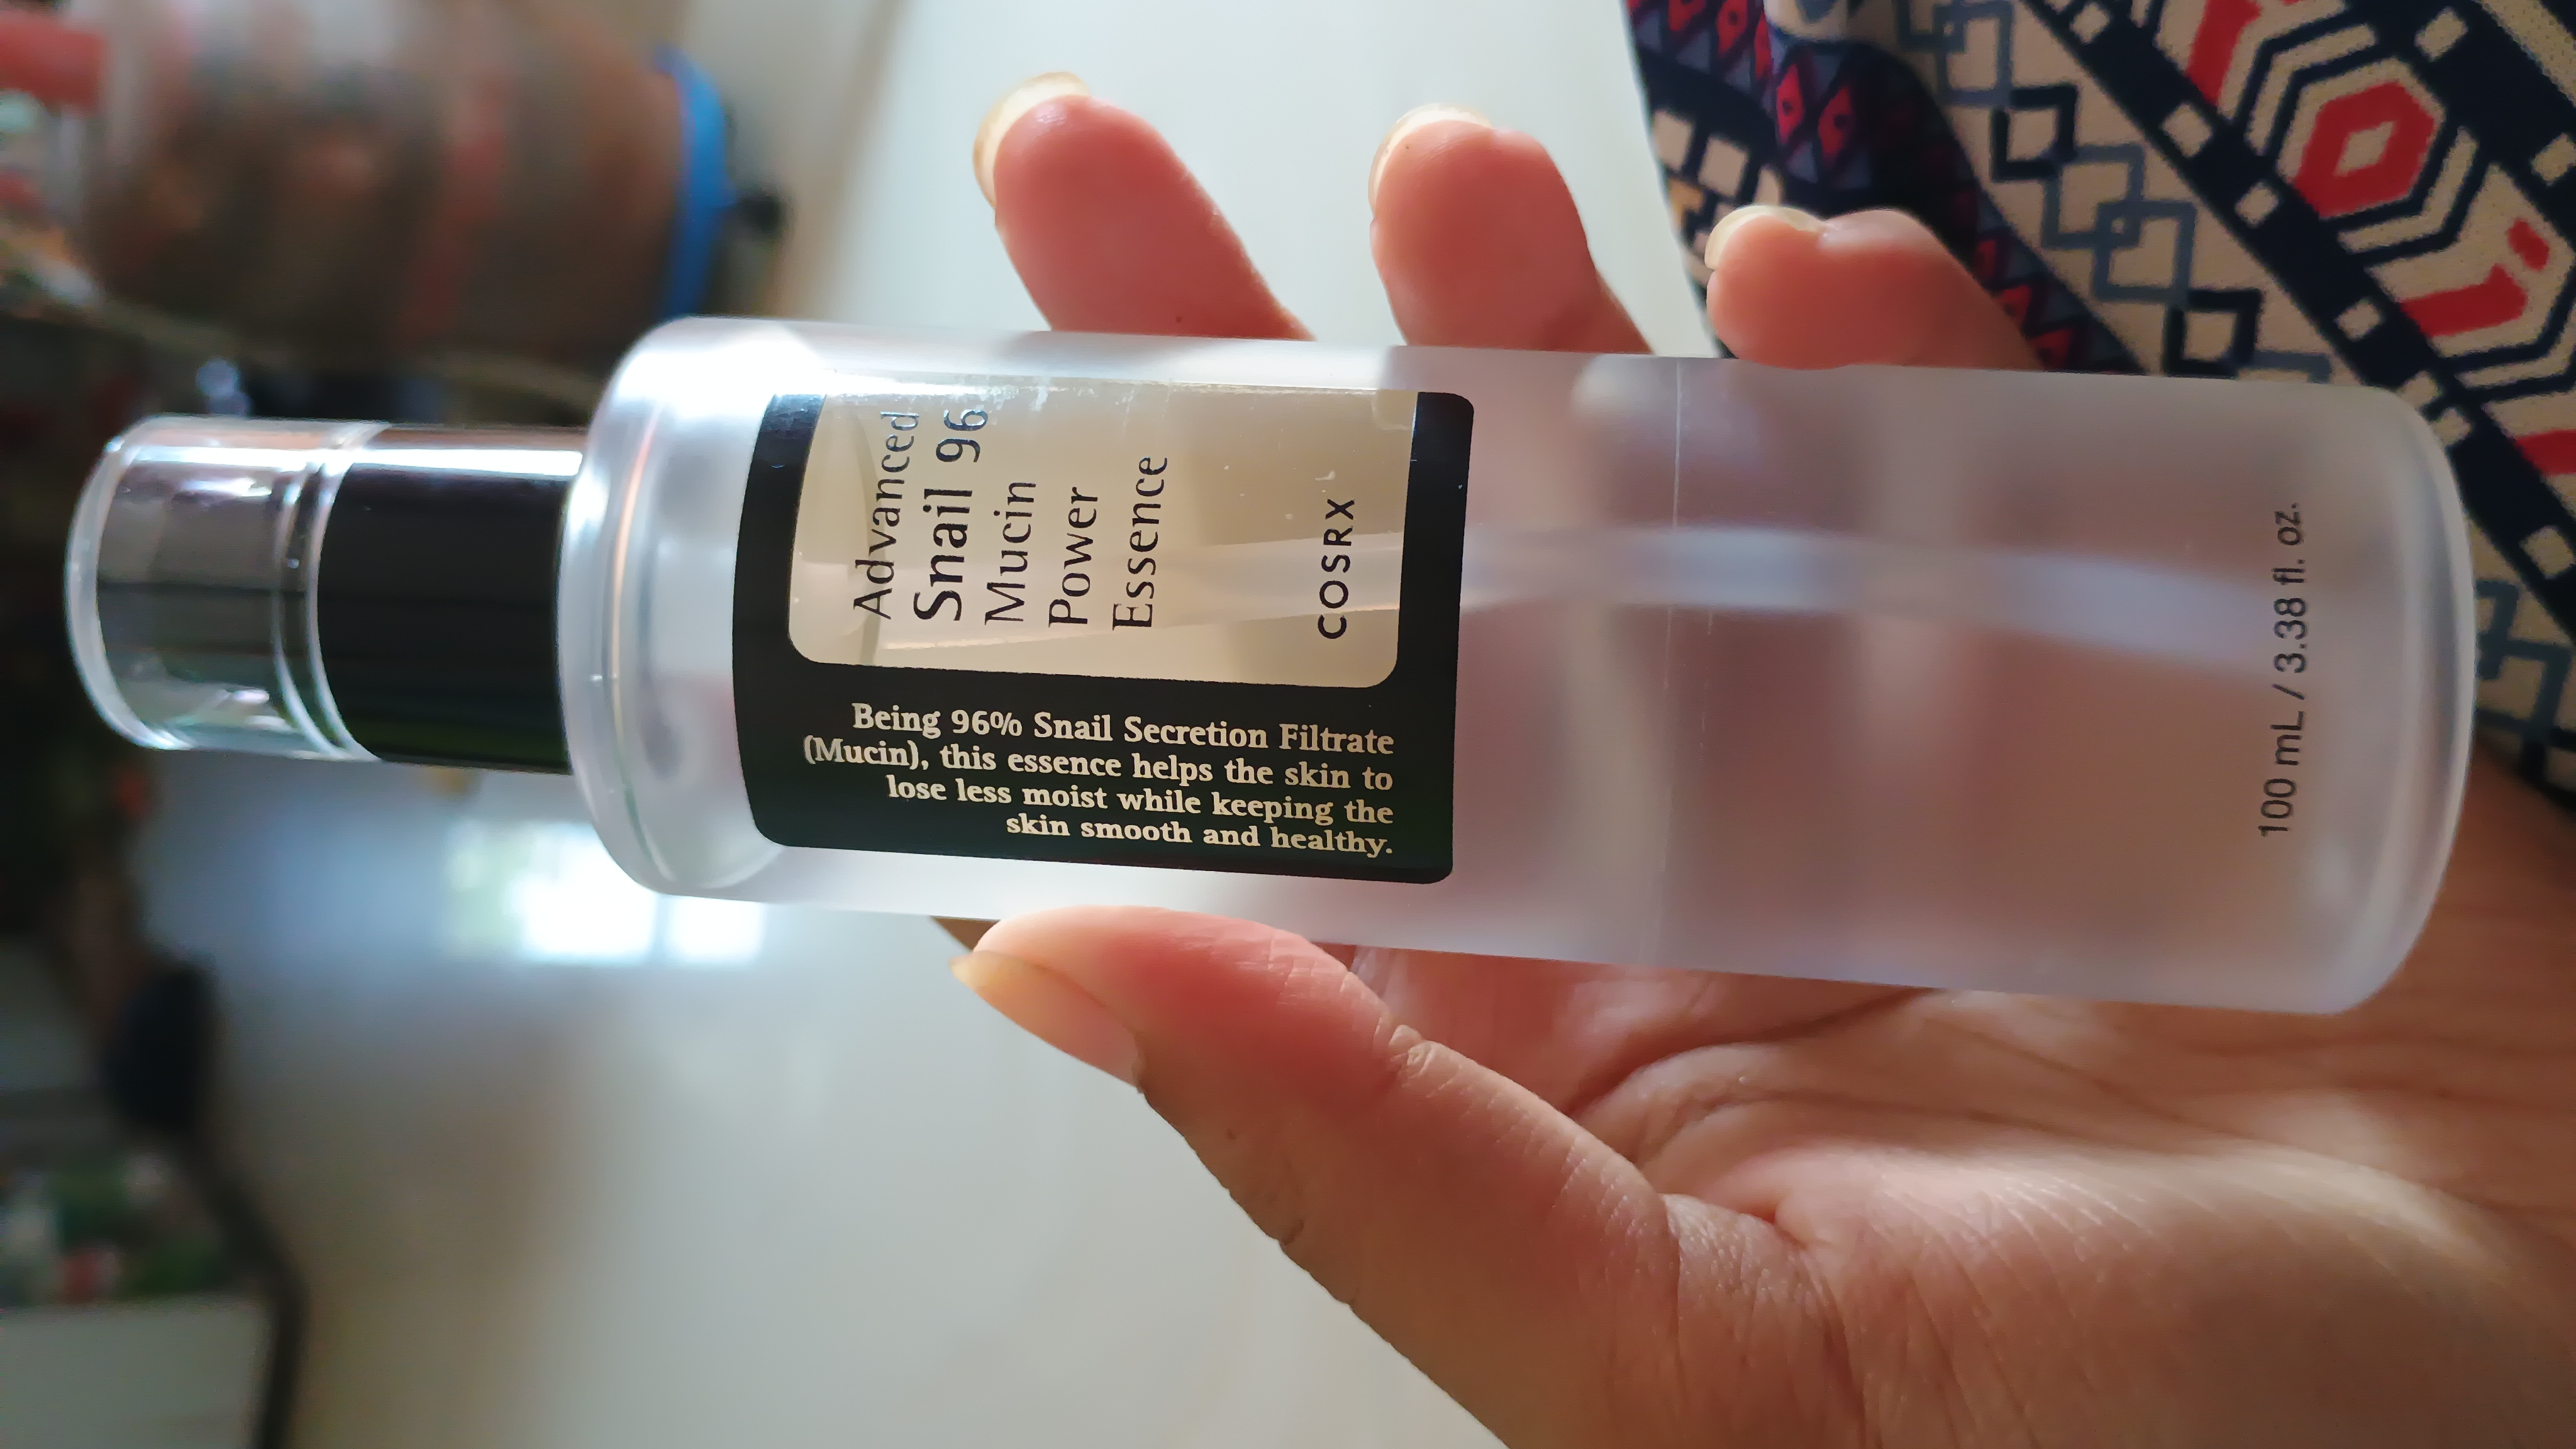 Advanced
Snail 96
Mucin
Power
Essence
COSRX
Being 96% Snail Secretion Filtrate
(Mucin), this essence helps the skin to
lose less moist while keeping the
skin smooth and healthy.
100 mL / 3.38 fl. oz.